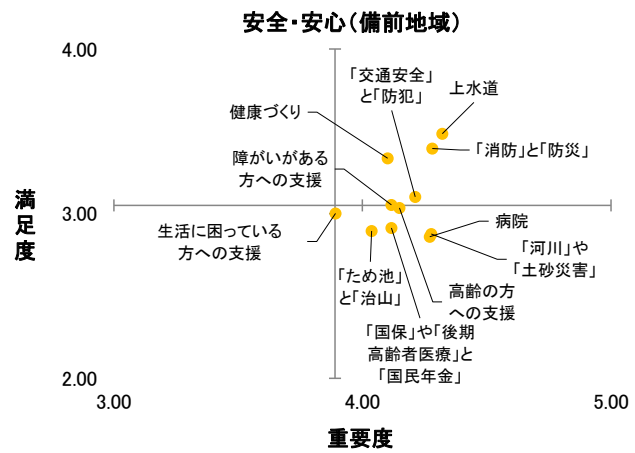 安全・安心（備前地域）
4.00
「交通安全」
と「防犯」
上水道
健康づくり
「消防」と「防災」
障がいがある
方への支援
満足度
3.00
生活に困っている
方への支援
病院
「河川」や
「土砂災害」
「ため池」
と「治山」
高齢の方
への支援
「国保」や「後期
高齢者医療」と
「国民年金」
2.00
3.00
4.00
5.00
重要度